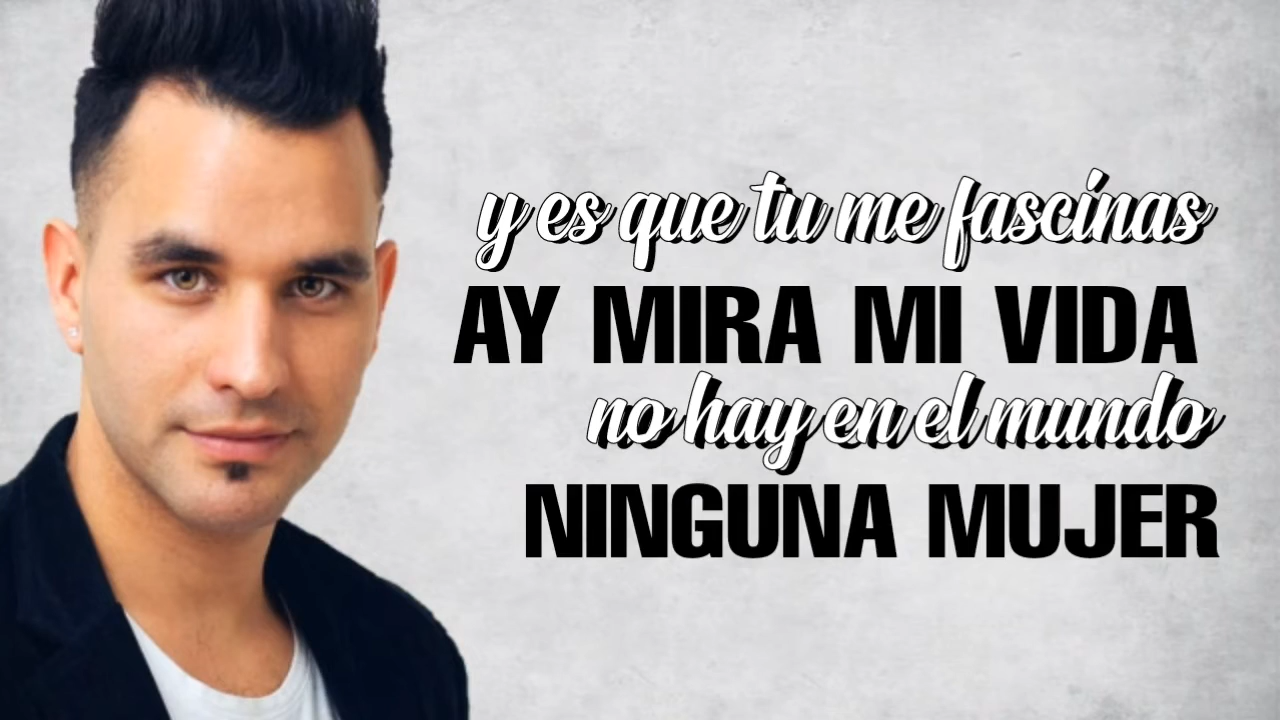 y es que tu me fascinas
AY MIRA MI VIDA
no hay en el mundo
NINGUNA MUJER